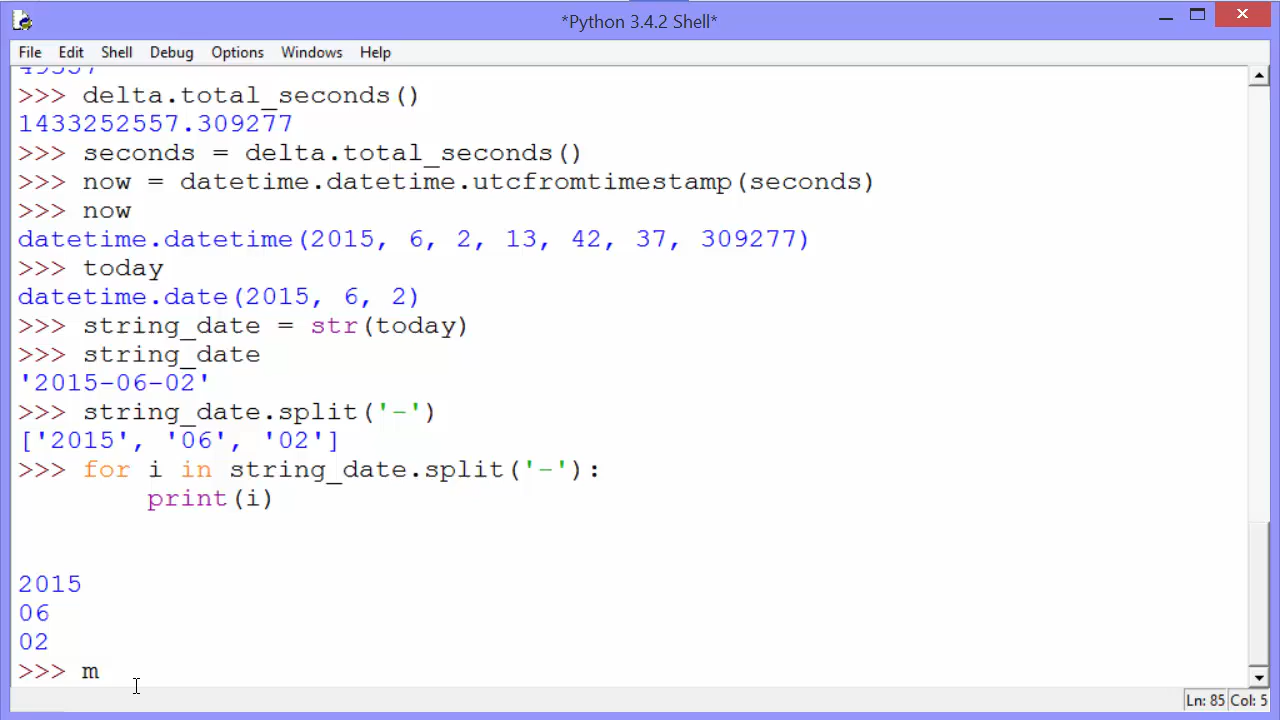 *Python 3.4.2 Shell*
File Edit Shell Debug Options Windows Help
>>> delta.total_seconds()
1433252557.309277
>>> seconds = delta.total_seconds()
>>> now = datetime.datetime.utcfromtimestamp(seconds)
>>> now
datetime.datetime(2015, 6, 2, 13, 42, 37, 309277)
>>> today
datetime.date(2015, 6, 2)
>>> string_date = str(today)
>>> string_date
'2015-06-02'
>>> string_date.split('-')
['2015', '06', '02']
>>> for i in string_date.split('-'):
print(i)
2015
06
02
>>> m
Ln: 85 Col: 5